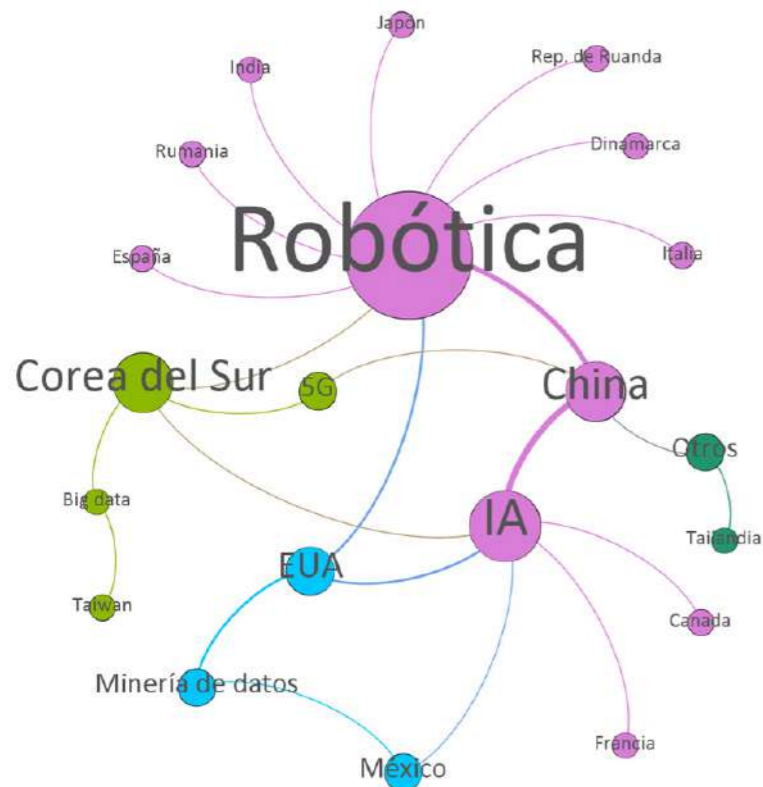 Japón
Rep. de Ruanda
India
Dinamarca
Rumania
Robótica
España
Italia
Corea del Sur
5G
China
Otros
Big data
IA
Tailandia
EUA
Taiwan
Canada
Minería de datos
Francia
México